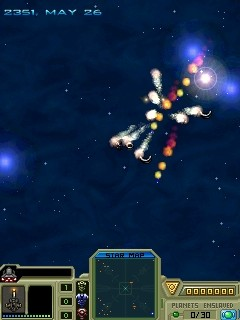 2351, MAY 26
STAR MAP
1
0
0
0000000
PLANETS ENSLAVED
0/30